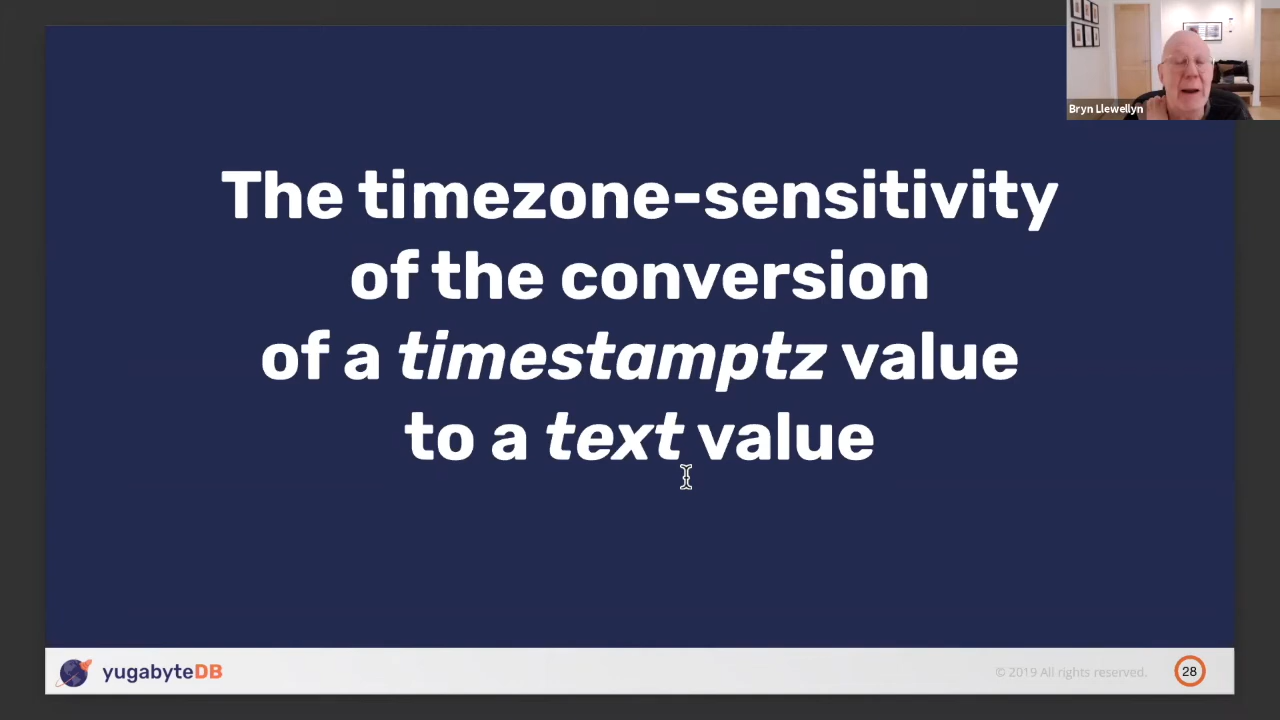 Bryn Llewellyn
The timezone-sensitivity
of the conversion
of a timestamptz value
to a text value
yugabyteDB
© 2019 All rights reserved.
28